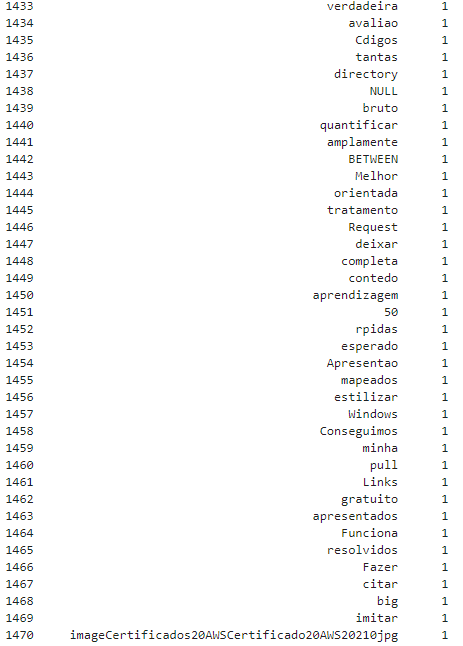 1433 verdadeira 1
1434 avaliao 1
1435 Cdigos 1
1436 tantas 1
1437 directory 1
1438 NULL 1
1439 bruto 1
1440 quantificar 1
1441 amplamente 1
1442 BETWEEN 1
1443 Melhor 1
1444 orientada 1
1445 tratamento 1
1446 Request 1
1447 deixar 1
1448 completa 1
1449 contedo 1
1450 aprendizagem 1
1451 50 1
1452 rpidas 1
1453 esperado 1
1454 Apresentao 1
1455 mapeados 1
1456 estilizar 1
1457 Windows 1
1458 Conseguimos 1
1459 minha 1
1460 pull 1
1461 Links 1
1462 gratuito 1
1463 apresentados 1
1464 Funciona 1
1465 resolvidos 1
1466 Fazer 1
1467 citar 1
1468 big 1
1469 imitar 1
1470 imageCertificados20AWSCertificado20AWS20210jpg 1